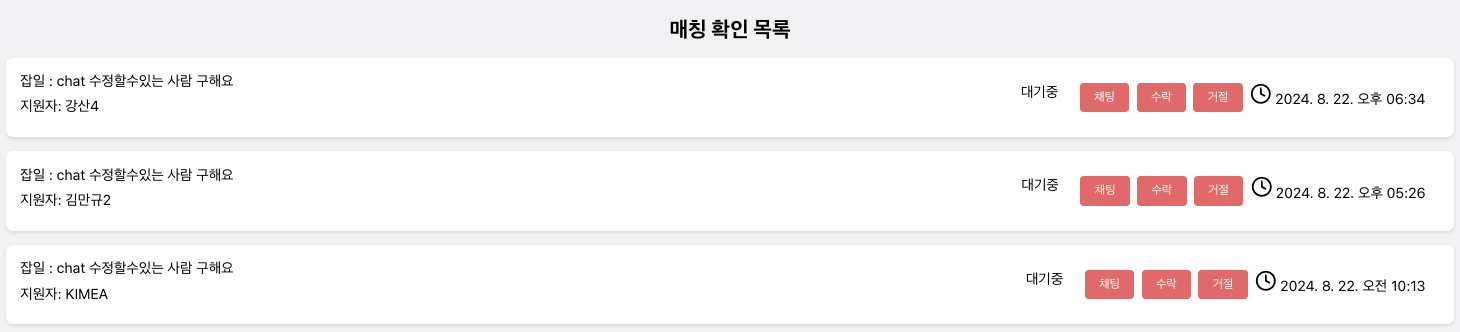 매칭 확인 목록
잡일 : chat 수정할수있는 사람 구해요
지원자: 강산4
대기중 채팅 수락 거절 2024. 8. 22. 오후 06:34
잡일 : chat 수정할수있는 사람 구해요
지원자: 김만규2
대기중 채팅 수락 거절 2024. 8. 22. 오후 05:26
잡일 : chat 수정할수있는 사람 구해요
지원자: KIMEA
대기중 채팅 수락 거절 2024. 8. 22. 오전 10:13